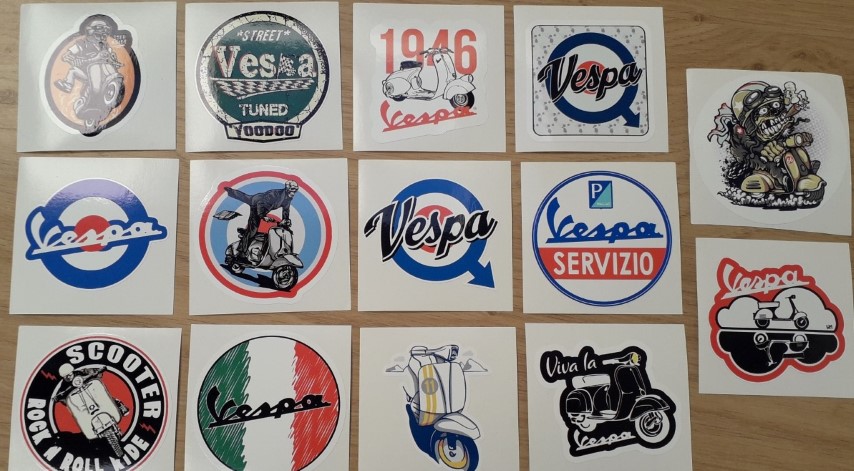 *STREET*
Vespa
TUNED
VOODOO
1946
Vespa
Vespa
Vespa
Vespa
P
Vespa
SERVIZIO
Vespa
SCOOTER
ROCK N ROLL RIDE
Vespa
Viva la
Vespa